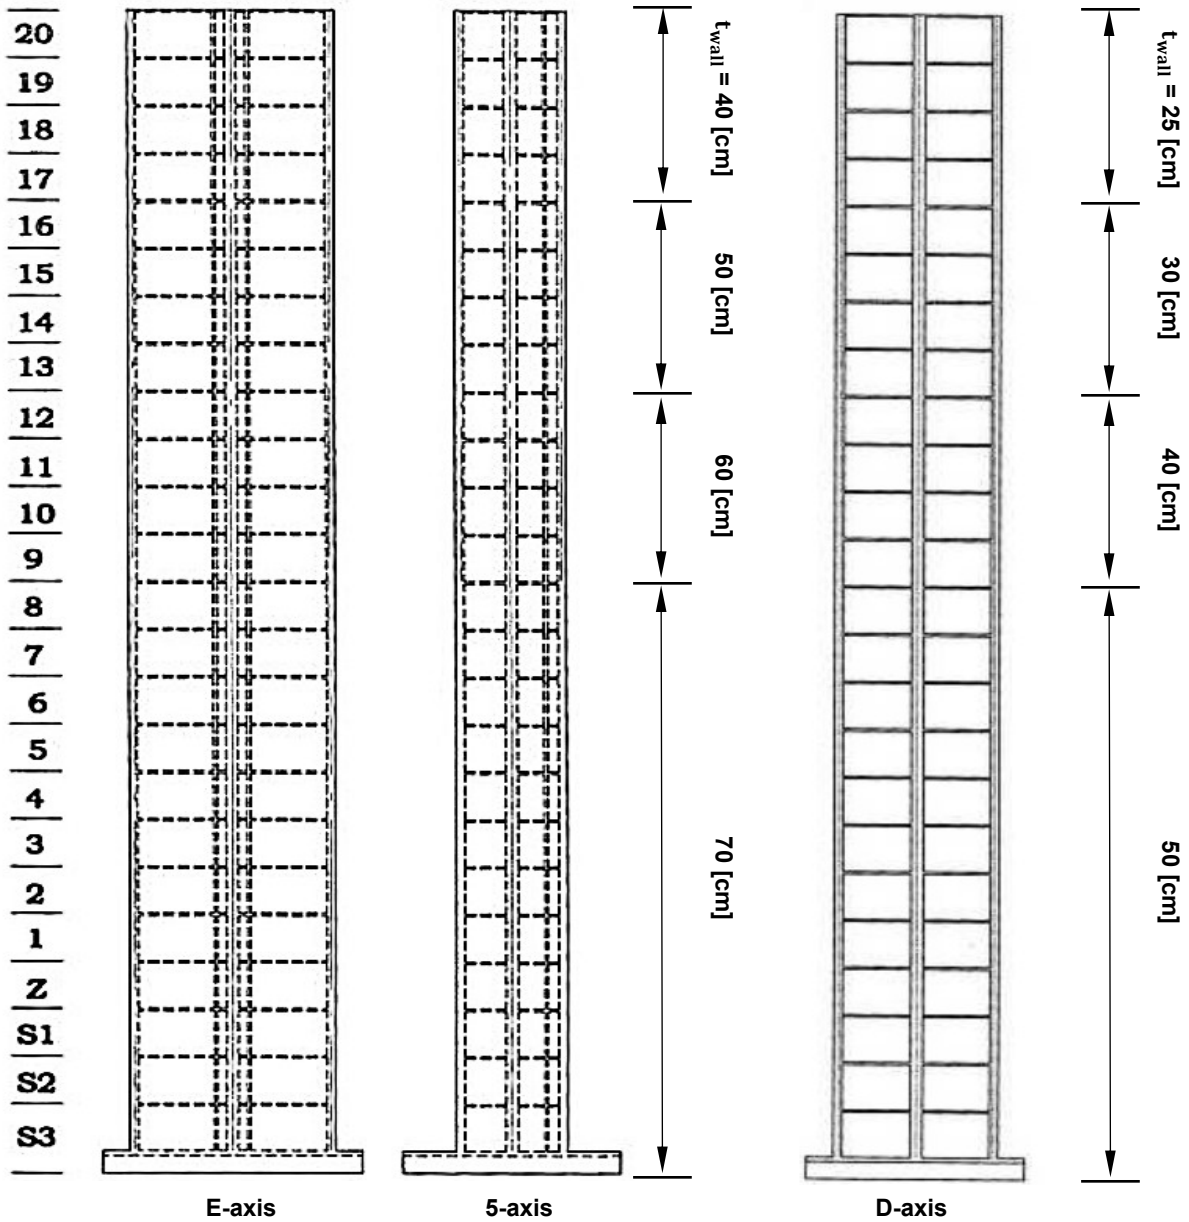 20
19
18
17
16
15
14
13
12
11
10
9
8
7
6
5
4
3
2
1
Z
S1
S2
S3
t_wall = 40 [cm]
50 [cm]
60 [cm]
70 [cm]
t_wall = 25 [cm]
30 [cm]
40 [cm]
50 [cm]
E-axis
5-axis
D-axis